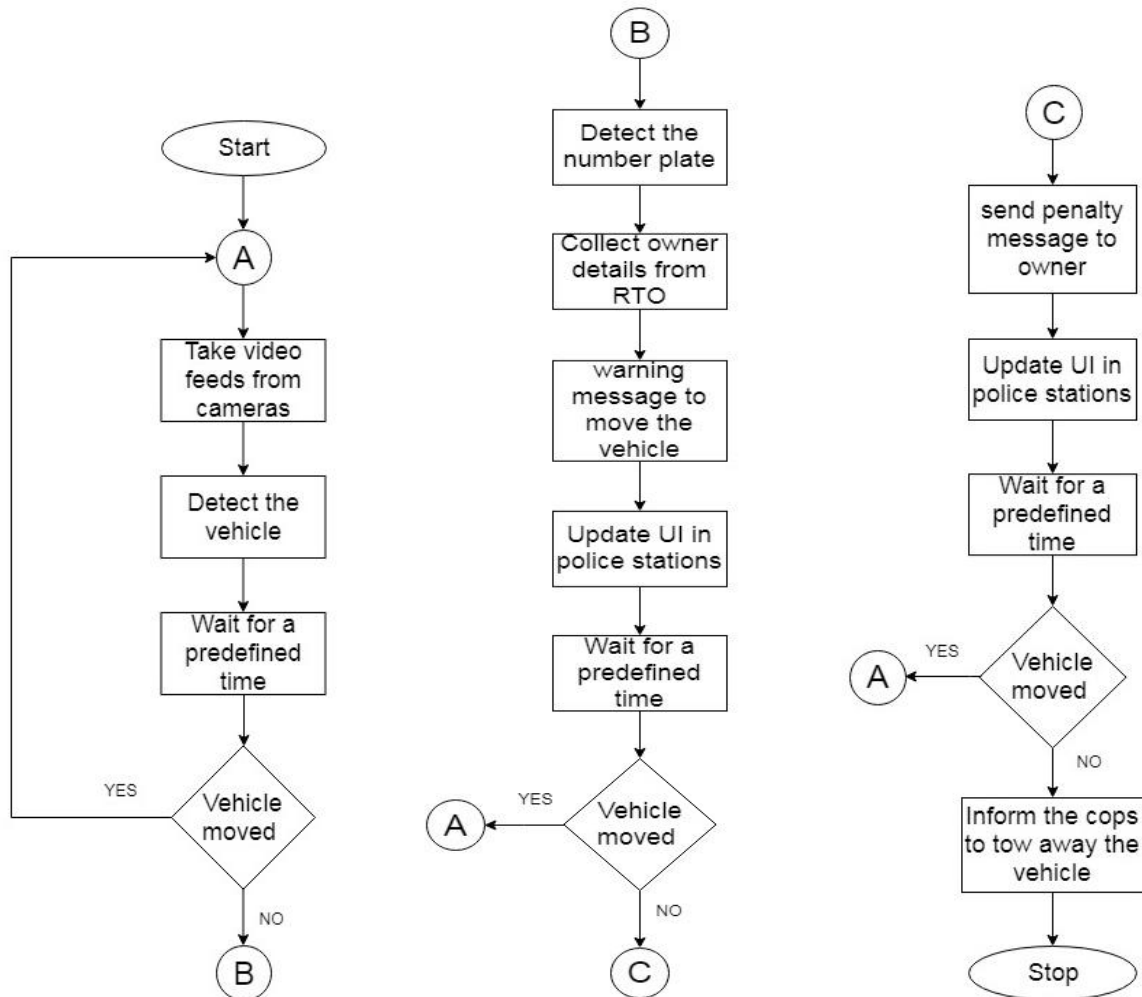 Start
A
Take video
feeds from
cameras
Detect the
vehicle
Wait for a
predefined
time
YES
Vehicle
moved
NO
B
B
Detect the
number plate
Collect owner
details from
RTO
warning
message to
move the
vehicle
Update UI in
police stations
Wait for a
predefined
time
A
YES
Vehicle
moved
NO
C
C
send penalty
message to
owner
Update UI in
police stations
Wait for a
predefined
time
A
YES
Vehicle
moved
NO
Inform the cops
to tow away the
vehicle
Stop